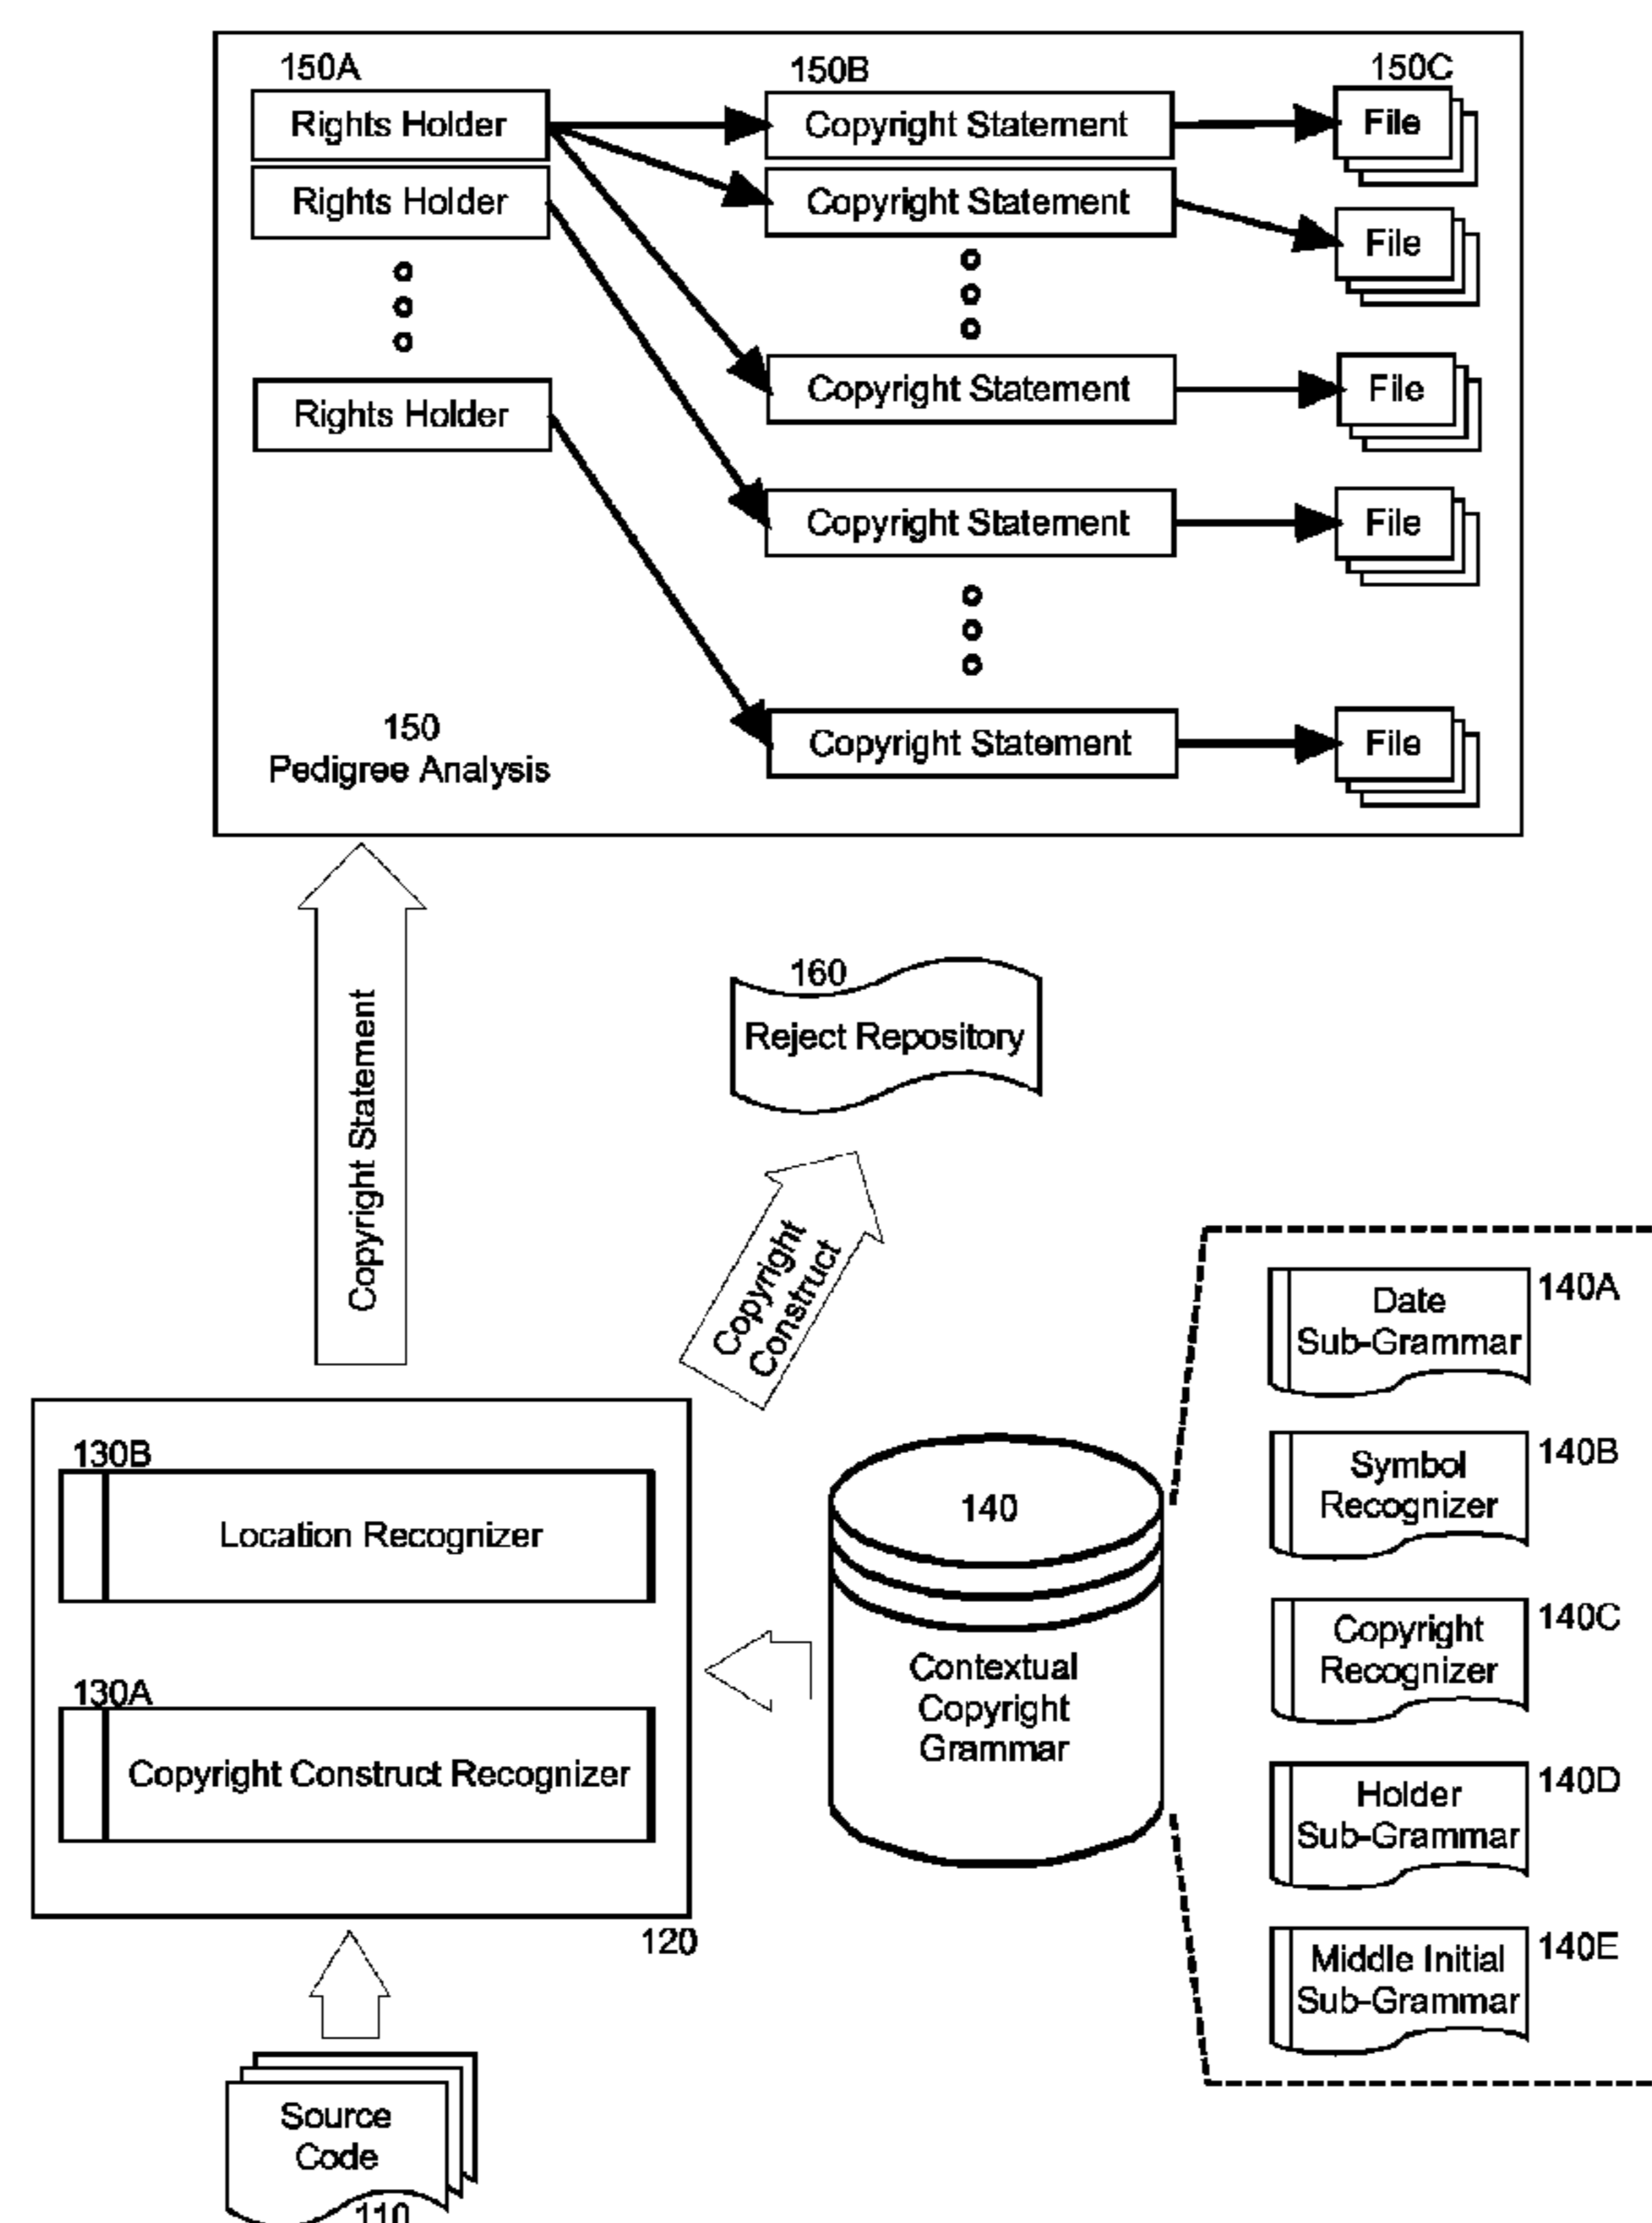 150A
150B
150C
Rights Holder
Copyright Statement
File
Rights Holder
Copyright Statement
File
Copyright Statement
File
Rights Holder
Copyright Statement
File
150
Pedigree Analysis
Copyright Statement
File
Copyright Statement
160
Reject Repository
Copyright
Construct
140A
Date
Sub-Grammar
130B
Location Recognizer
140
Contextual
Copyright
Grammar
140B
Symbol
Recognizer
140C
Copyright
Recognizer
130A
Copyright Construct Recognizer
140D
Holder
Sub-Grammar
120
140E
Middle Initial
Sub-Grammar
Source
Code
110